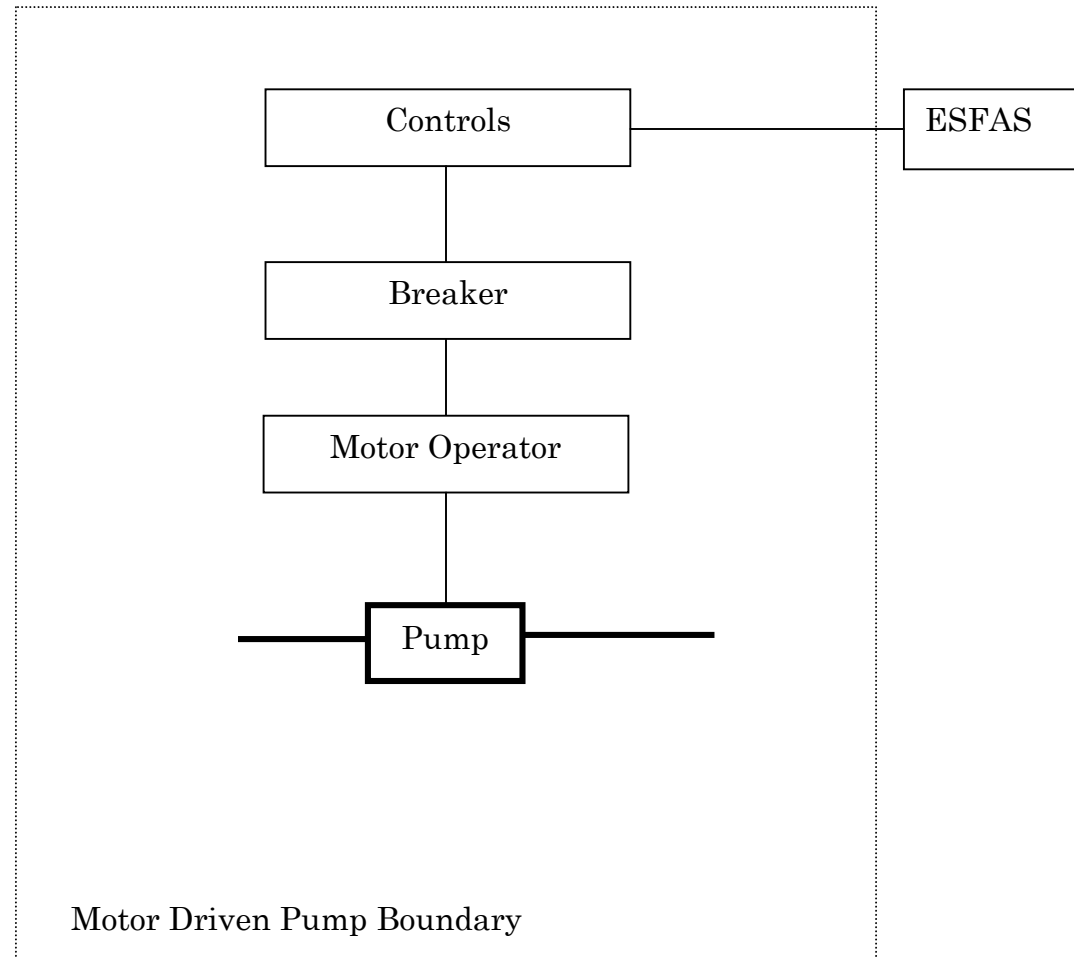 Controls
ESFAS
Breaker
Motor Operator
Pump
Motor Driven Pump Boundary